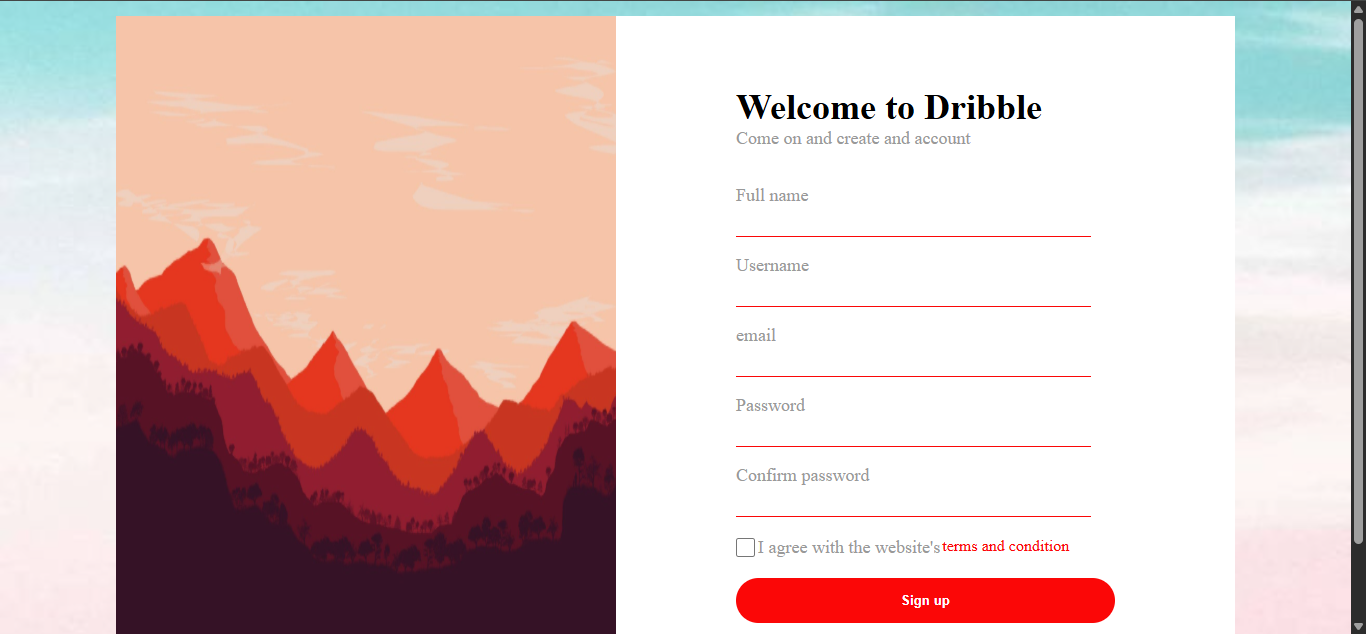 Welcome to Dribble
Come on and create and account
Full name
Username
email
Password
Confirm password
I agree with the website's terms and condition
Sign up